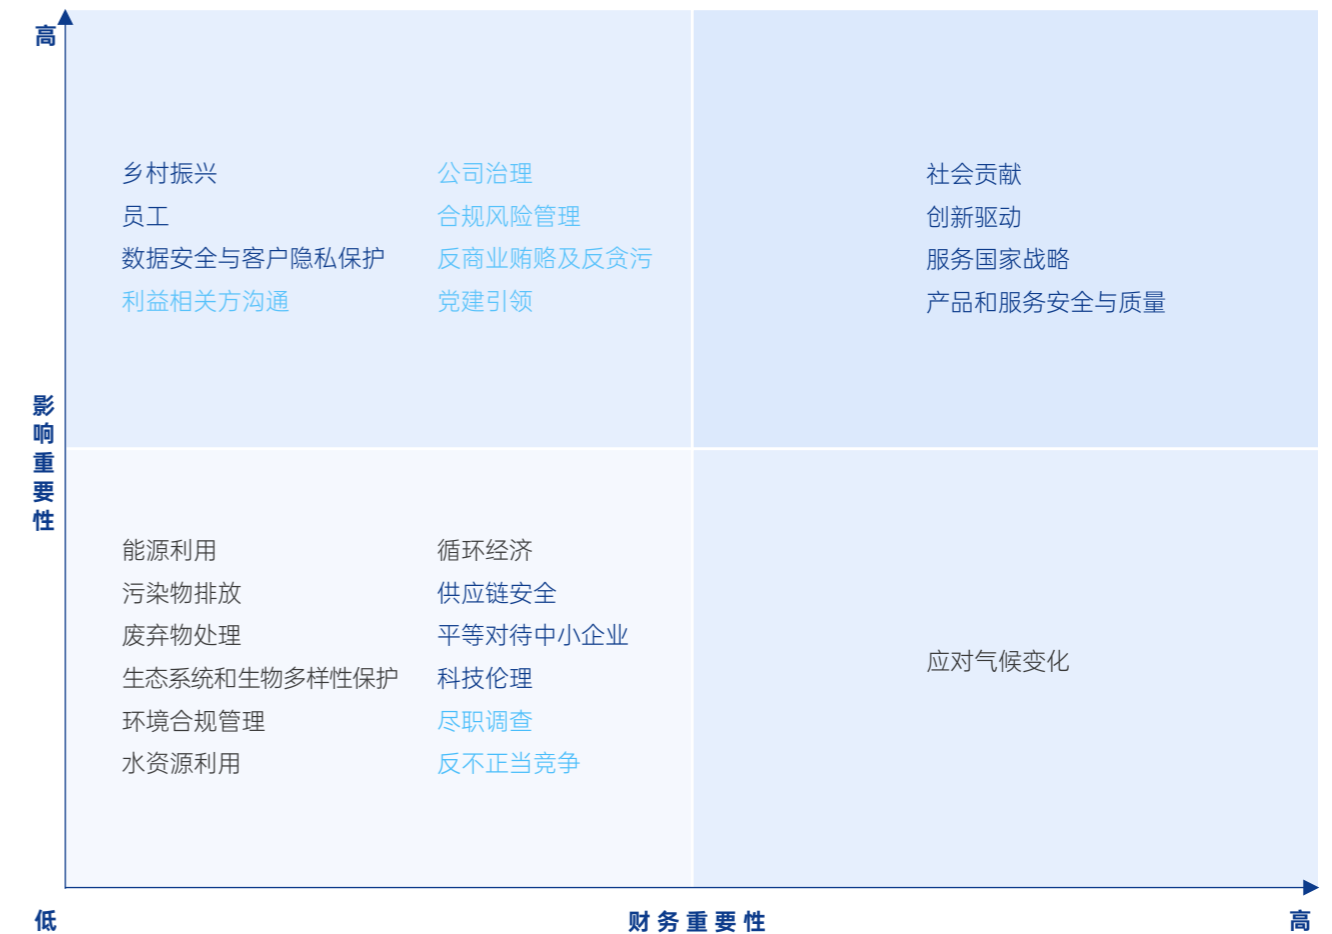 高
乡村振兴
员工
数据安全与客户隐私保护
利益相关方沟通
公司治理
合规风险管理
反商业贿赂及反贪污
党建引领
社会贡献
创新驱动
服务国家战略
产品和服务安全与质量
影响重要性
能源利用
污染物排放
废弃物处理
生态系统和生物多样性保护
环境合规管理
水资源利用
循环经济
供应链安全
平等对待中小企业
科技伦理
尽职调查
反不正当竞争
应对气候变化
低
财务重要性
高